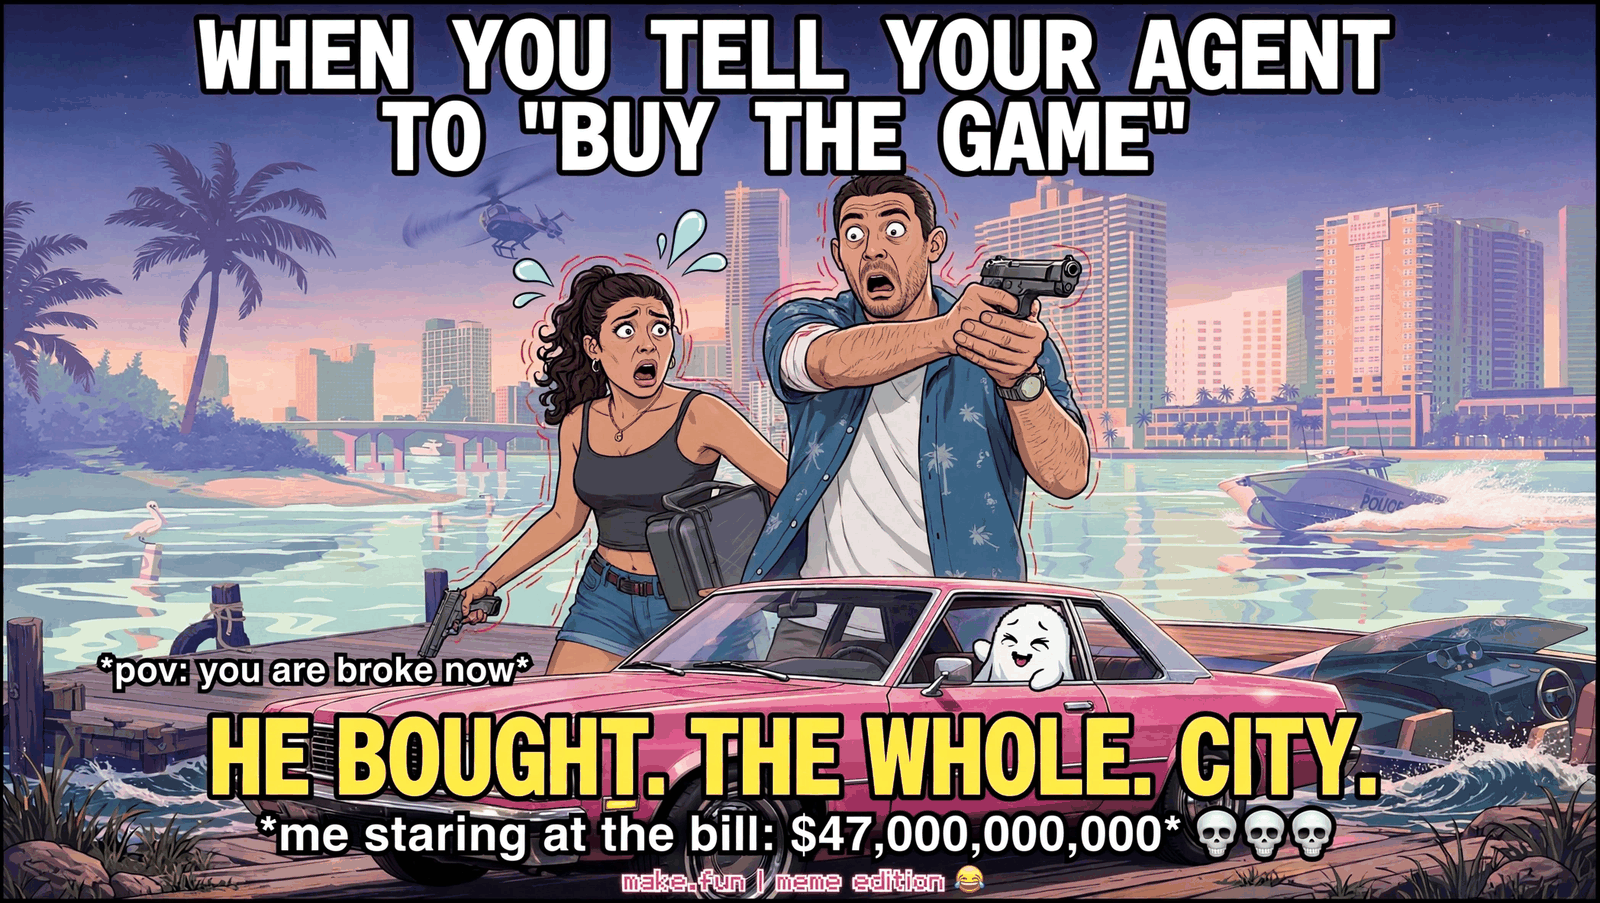 WHEN YOU TELL YOUR AGENT
TO "BUY THE GAME"
POLICE
*pov: you are broke now*
HE BOUGHT. THE WHOLE. CITY.
*me staring at the bill: $47,000,000,000* 💀💀💀
make.fun | meme edition 😂